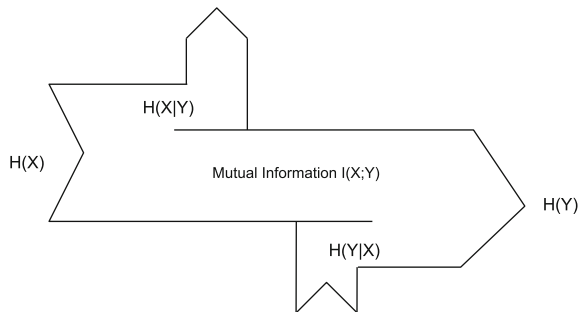 H(X|Y)
H(X)
Mutual Information I(X;Y)
H(Y)
H(Y|X)